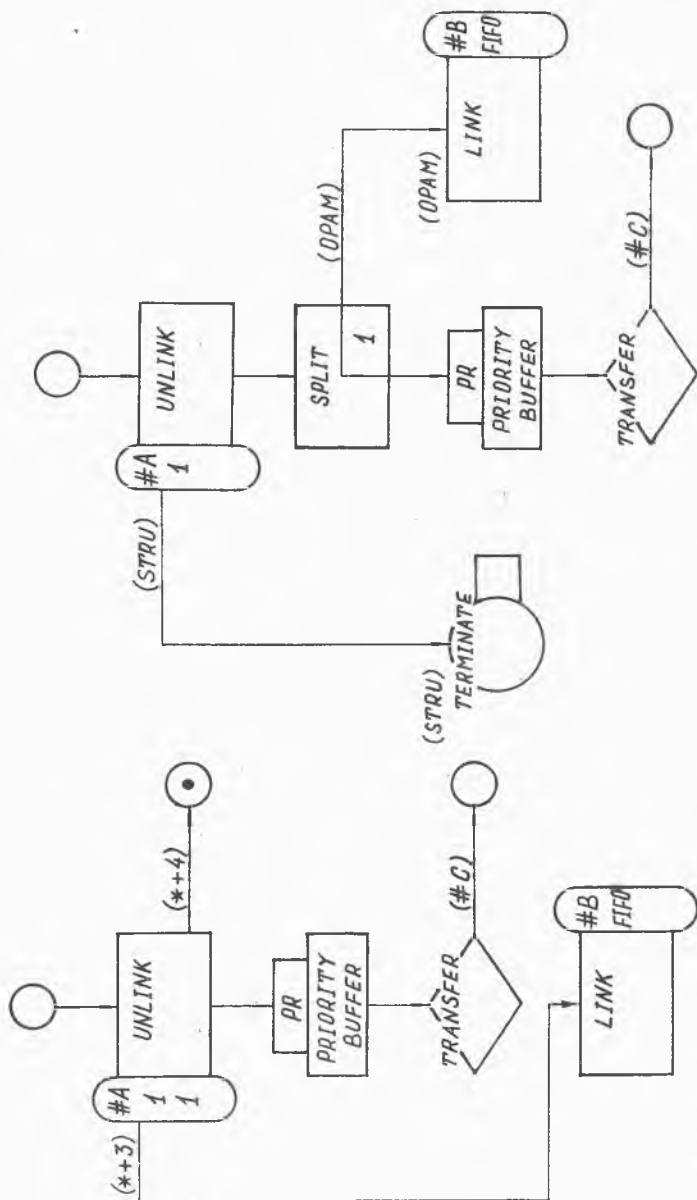 (*+3)
#A
1
1
UNLINK
(*+4)
PR
PRIORITY
BUFFER
TRANSFER
(#C)
LINK
#B
FIFO
(STRU)
#A
1
UNLINK
(STRU)
TERMINATE
SPLIT
1
(OPAM)
(OPAM)
LINK
#B
FIFO
PR
PRIORITY
BUFFER
TRANSFER
(#C)